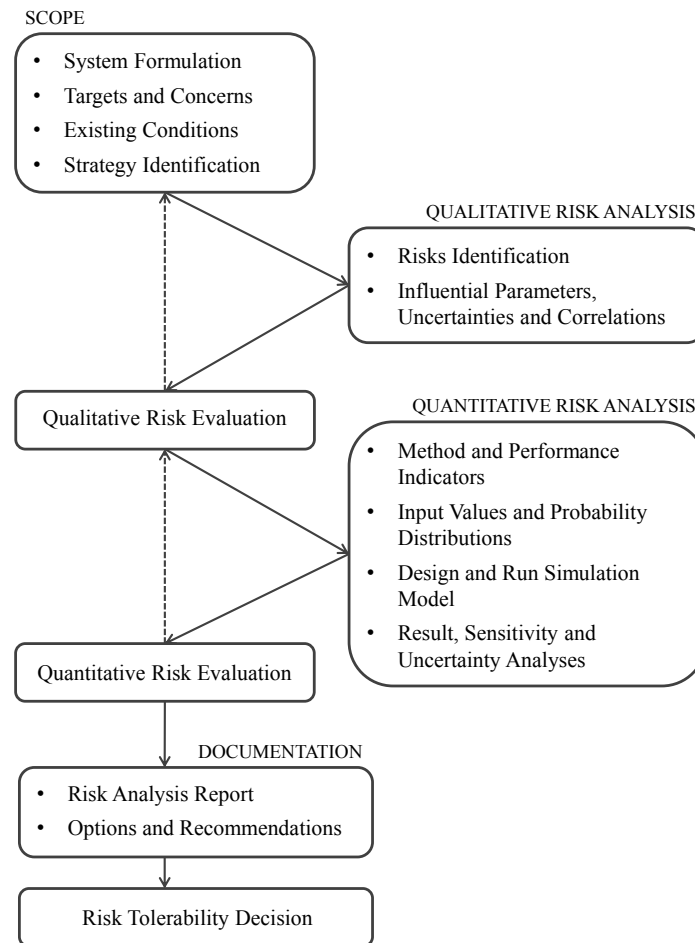 SCOPE
• System Formulation
• Targets and Concerns
• Existing Conditions
• Strategy Identification
QUALITATIVE RISK ANALYSIS
• Risks Identification
• Influential Parameters,
Uncertainties and Correlations
Qualitative Risk Evaluation
QUANTITATIVE RISK ANALYSIS
• Method and Performance
Indicators
• Input Values and Probability
Distributions
• Design and Run Simulation
Model
• Result, Sensitivity and
Uncertainty Analyses
Quantitative Risk Evaluation
DOCUMENTATION
• Risk Analysis Report
• Options and Recommendations
Risk Tolerability Decision